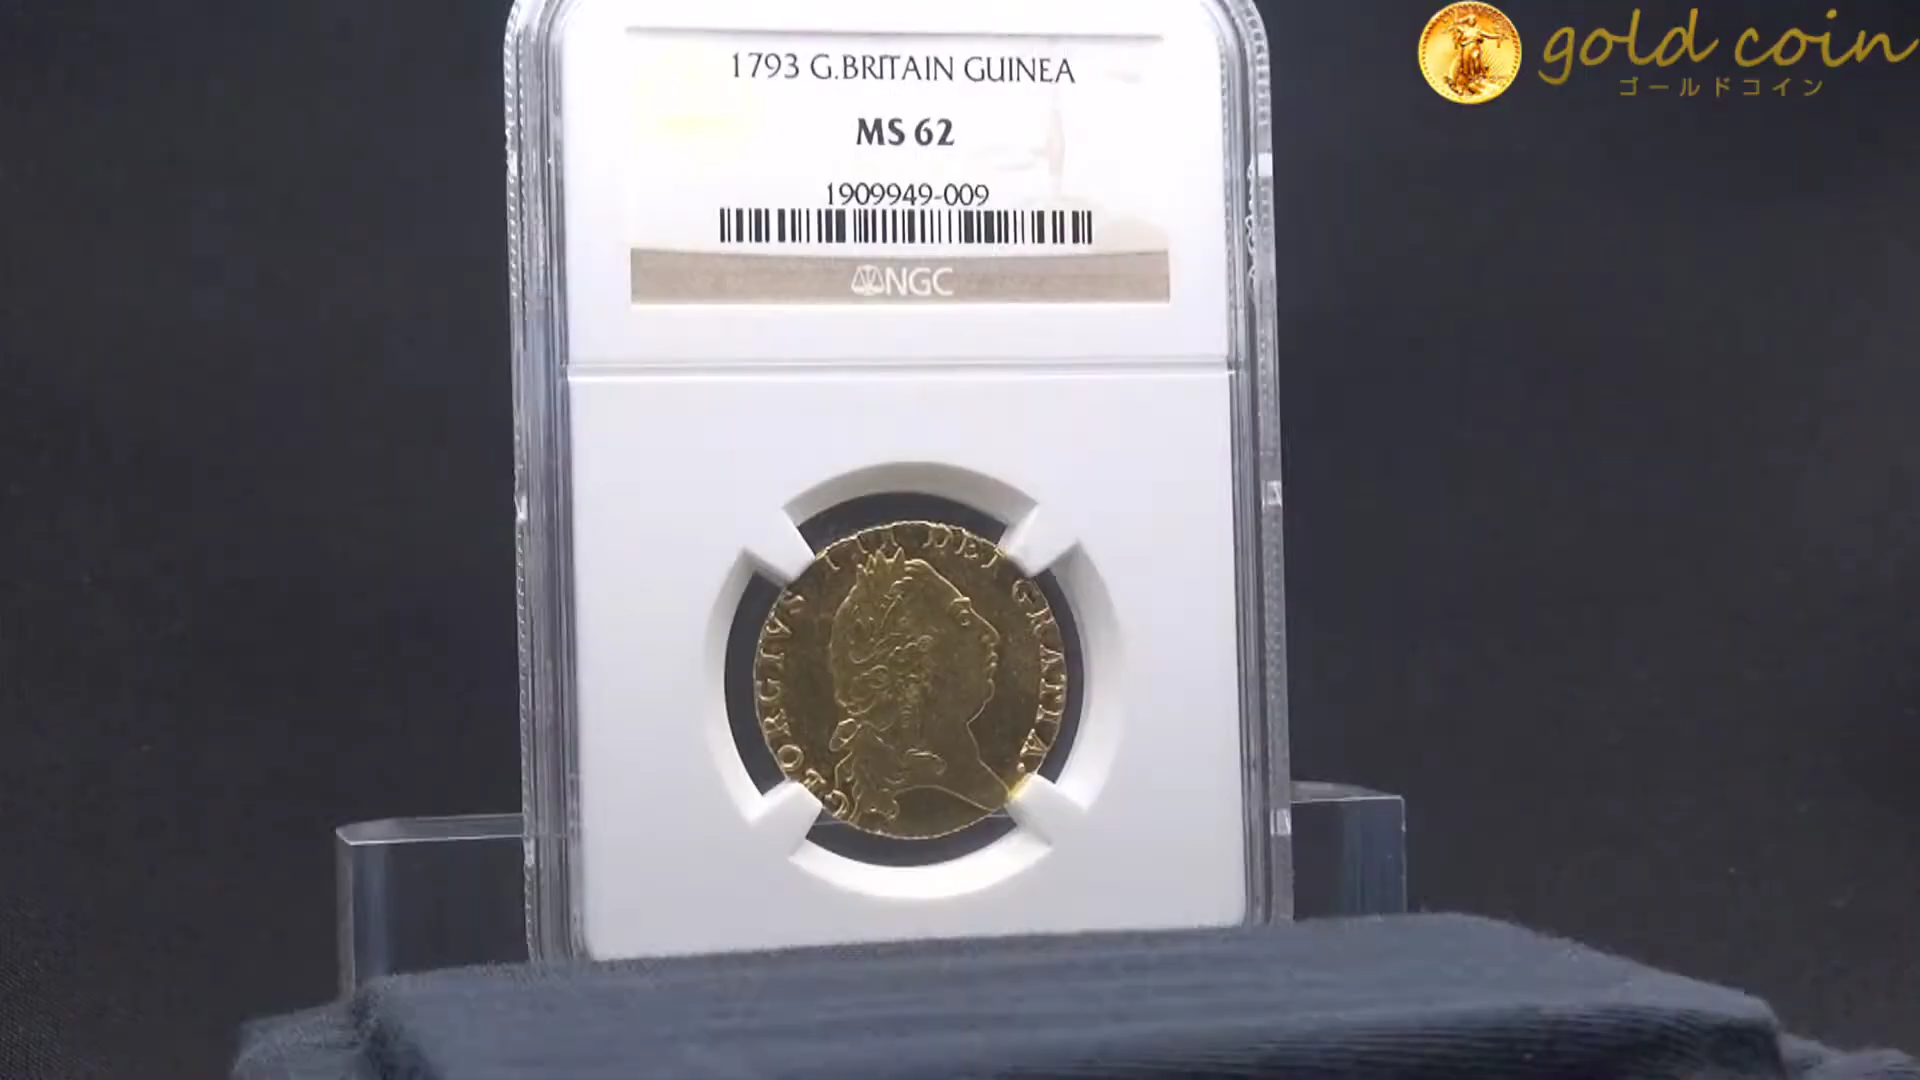 1793 G.BRITAIN GUINEA
MS 62
1909949-009
NGC
GEORGIVS III DEI GRATIA.
gold coin
ゴールドコイン